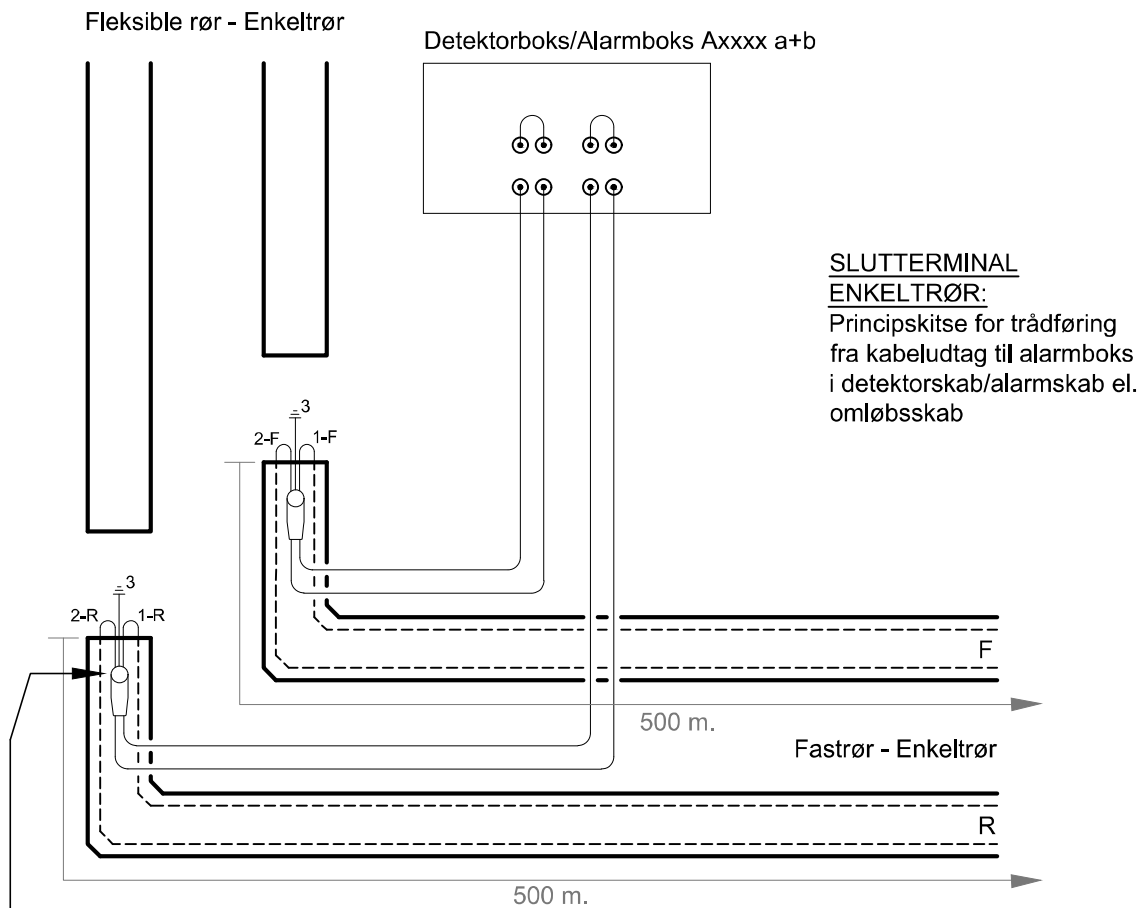 Fleksible rør - Enkeltrør
Detektorboks/Alarmboks Axxxx a+b
SLUTTERMINAL
ENKELTRØR:
Principskitse for trådføring
fra kabeludtag til alarmboks
i detektorskab/alarmskab el.
omløbsskab
3
2-F
1-F
3
2-R
1-R
F
500 m.
Fastrør - Enkeltrør
R
500 m.